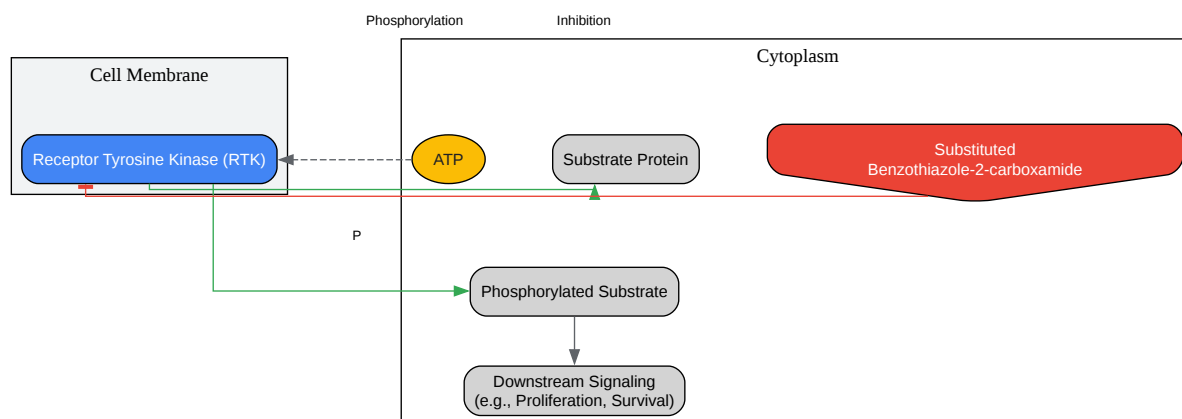 Phosphorylation
Inhibition
Cell Membrane
Cytoplasm
Receptor Tyrosine Kinase (RTK)
ATP
Substrate Protein
Substituted
Benzothiazole-2-carboxamide
P
Phosphorylated Substrate
Downstream Signaling
(e.g., Proliferation, Survival)